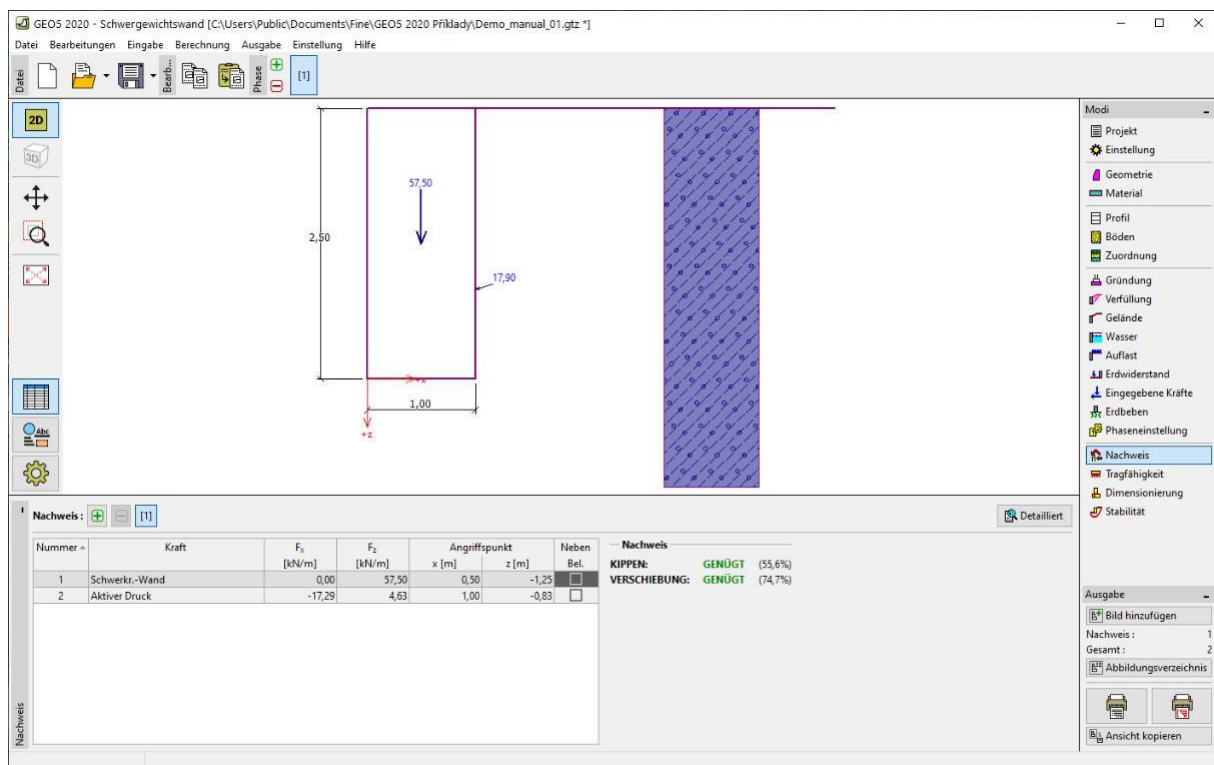 GEO5 2020 - Schwergewichtswand [C:\Users\Public\Documents\Fine\GEO5 2020 Příklady\Demo_manual_01.gtz *]
Datei Bearbeitungen Eingabe Berechnung Ausgabe Einstellung Hilfe
Datei
Bearb...
Phase
[1]
2D
3D
Abc
57,50
2,50
17,90
+x
1,00
+z
Modi
Projekt
Einstellung
Geometrie
Material
Profil
Böden
Zuordnung
Gründung
Verfüllung
Gelände
Wasser
Auflast
Erdwiderstand
Eingegebene Kräfte
Erdbeben
Phaseneinstellung
Nachweis
Tragfähigkeit
Dimensionierung
Stabilität
Nachweis : [1]
Detailliert
Nummer Kraft Fx Fz Angriffspunkt Neben
[kN/m] [kN/m] x [m] z [m] Bel.
1 Schwerkr.-Wand 0,00 57,50 0,50 -1,25
2 Aktiver Druck -17,29 4,63 1,00 -0,83
Nachweis
KIPPEN: GENÜGT (55,6%)
VERSCHIEBUNG: GENÜGT (74,7%)
Nachweis
Ausgabe
Bild hinzufügen
Nachweis : 1
Gesamt : 2
Abbildungsverzeichnis
Ansicht kopieren